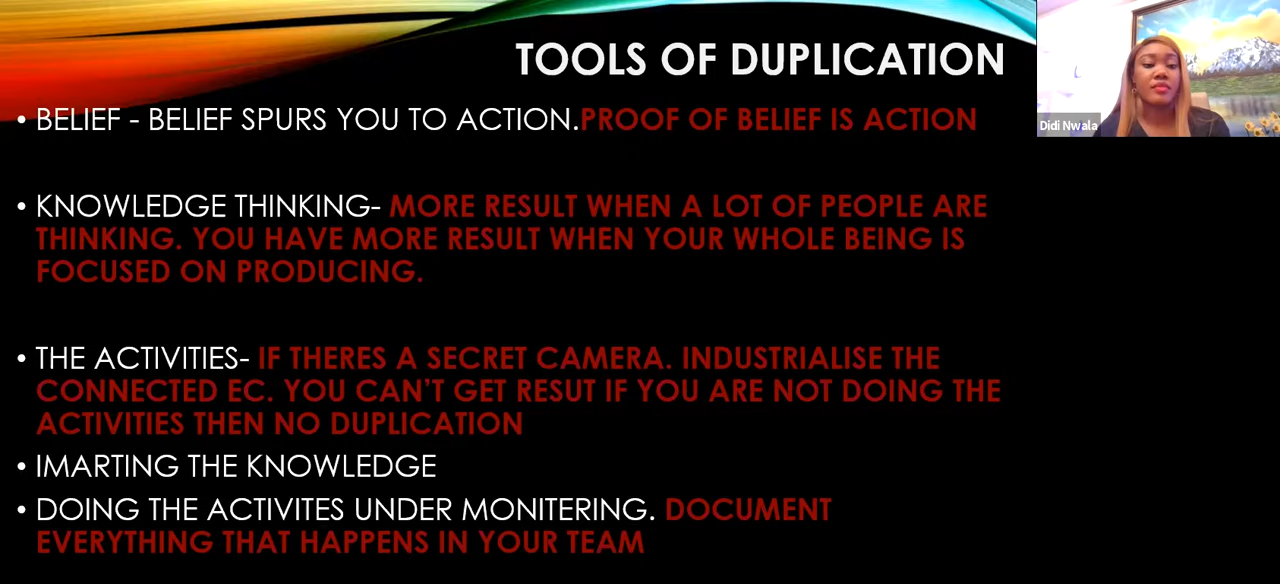 TOOLS OF DUPLICATION
• BELIEF - BELIEF SPURS YOU TO ACTION.PROOF OF BELIEF IS ACTION
• KNOWLEDGE THINKING- MORE RESULT WHEN A LOT OF PEOPLE ARE
THINKING. YOU HAVE MORE RESULT WHEN YOUR WHOLE BEING IS
FOCUSED ON PRODUCING.
• THE ACTIVITIES- IF THERES A SECRET CAMERA. INDUSTRIALISE THE
CONNECTED EC. YOU CAN’T GET RESUT IF YOU ARE NOT DOING THE
ACTIVITIES THEN NO DUPLICATION
• IMARTING THE KNOWLEDGE
• DOING THE ACTIVITES UNDER MONITERING. DOCUMENT
EVERYTHING THAT HAPPENS IN YOUR TEAM
Didi Nwala